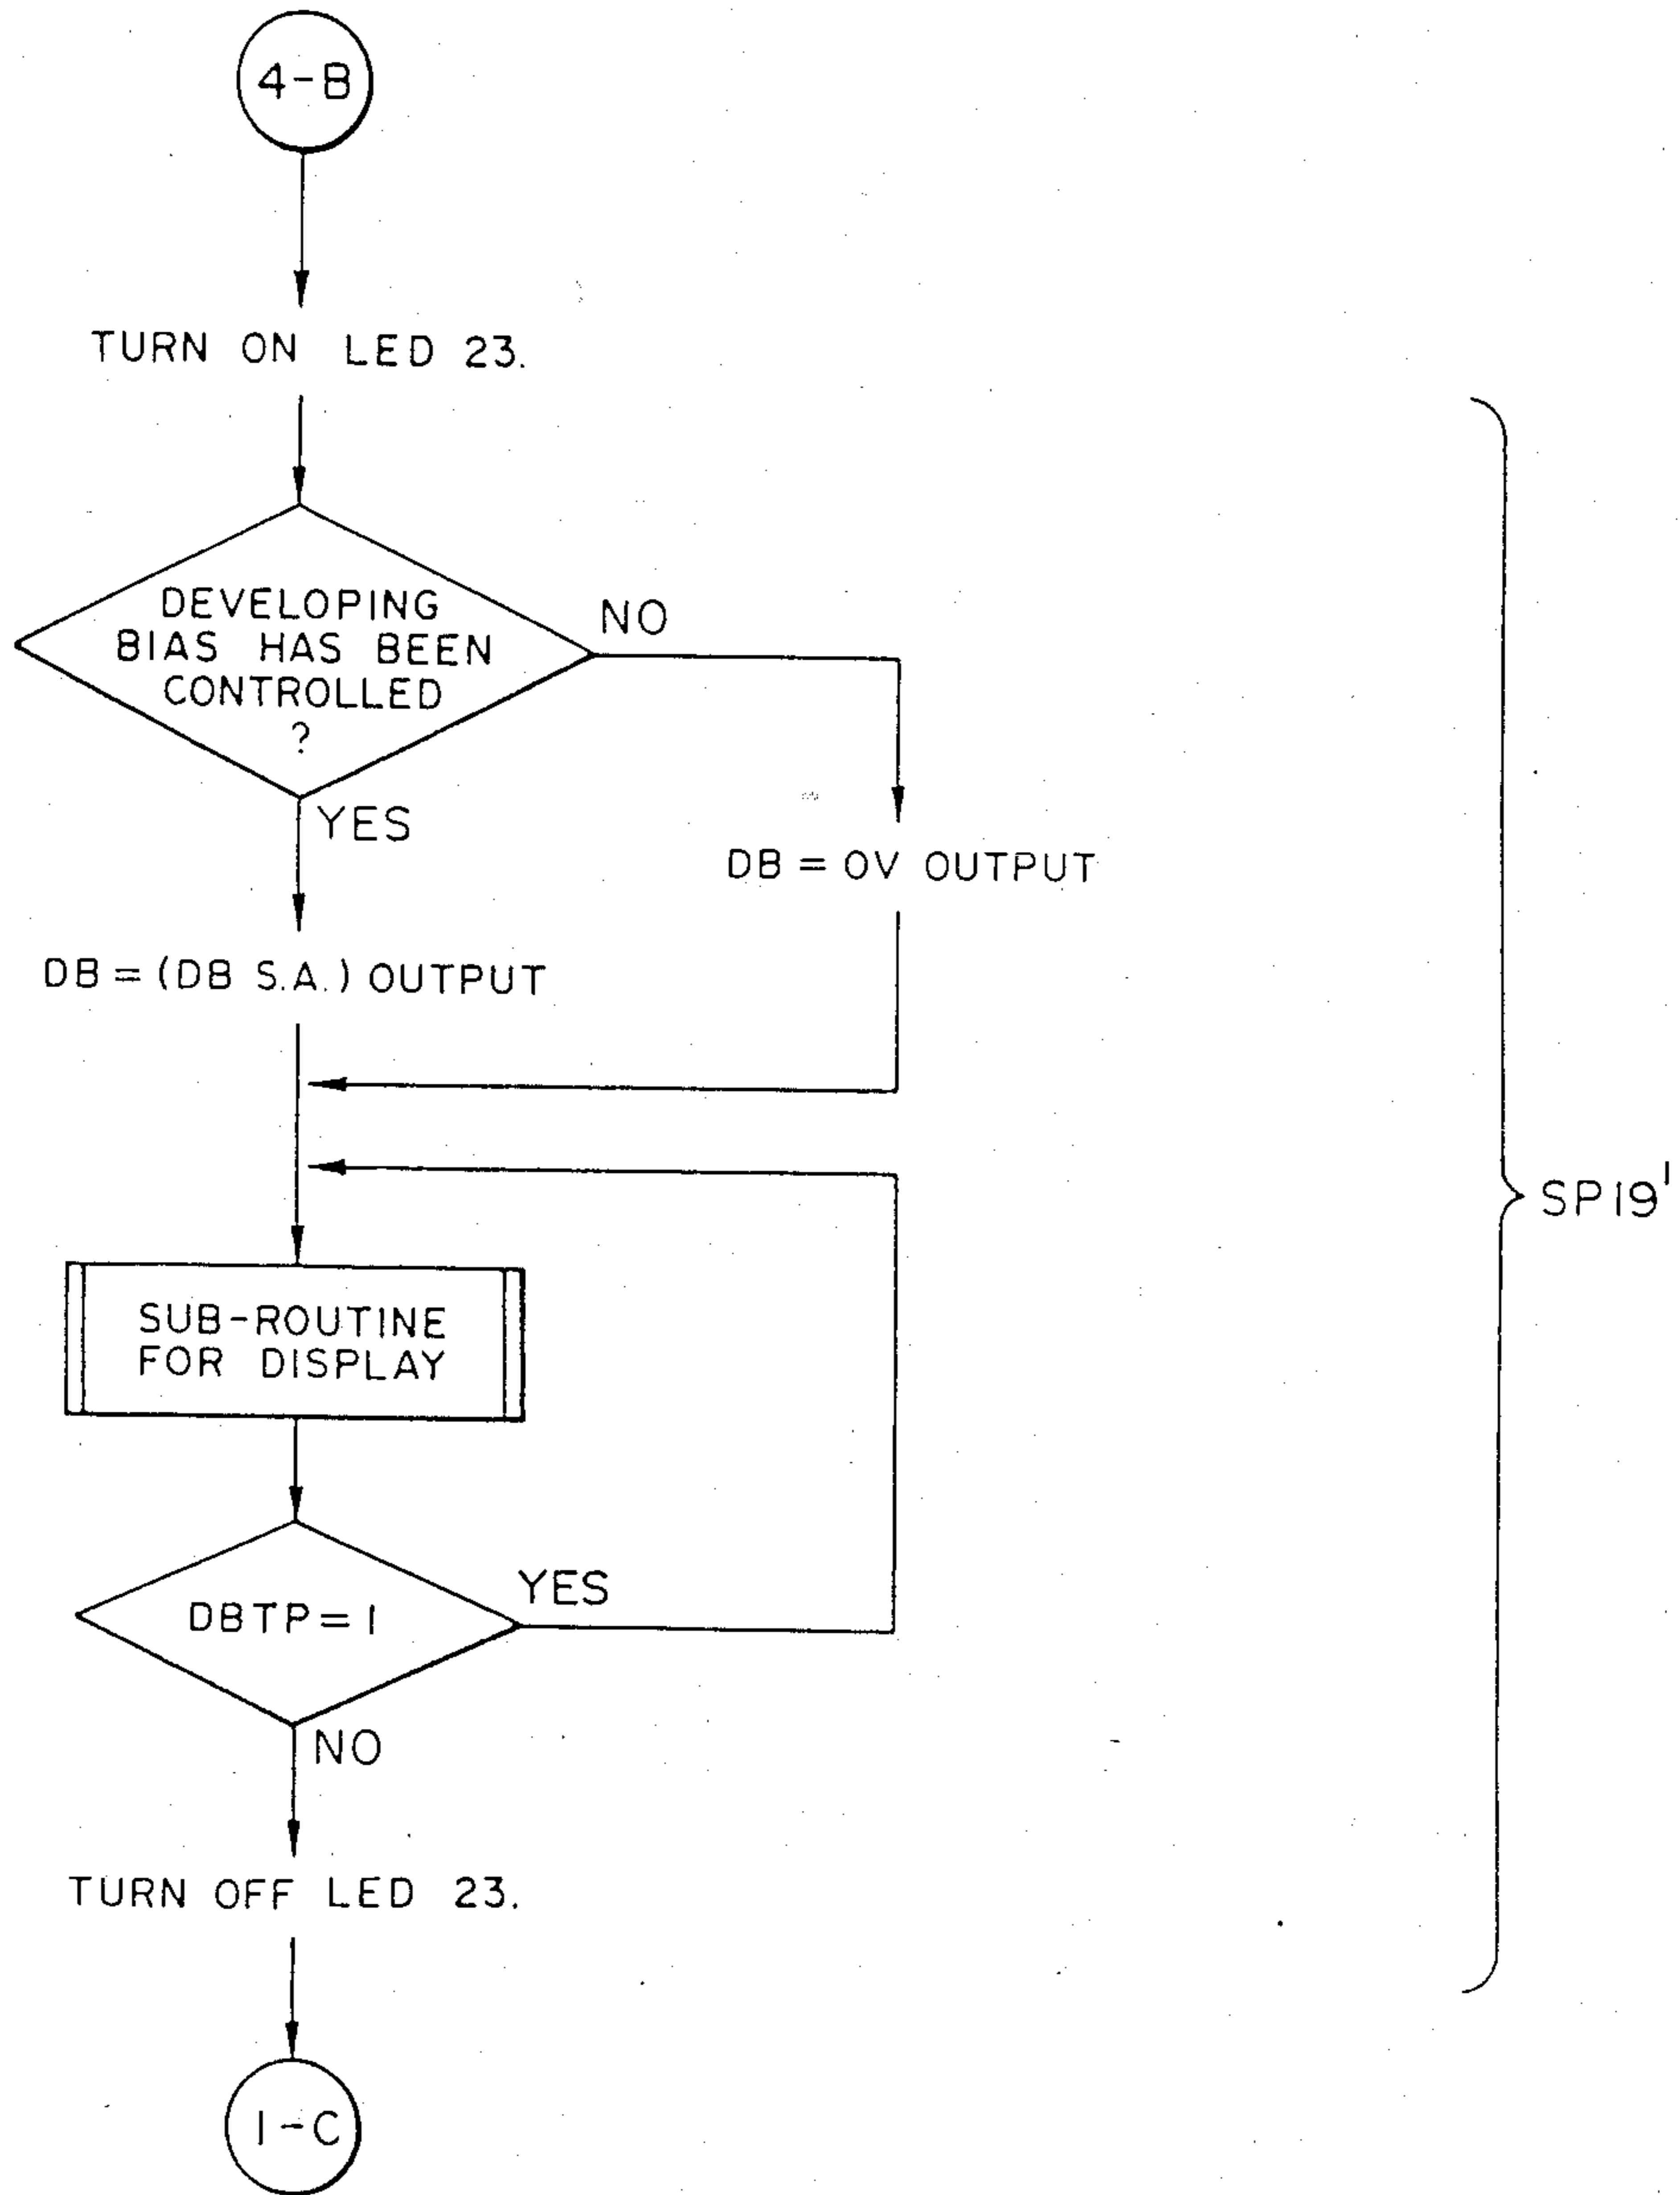 4-B
TURN ON LED 23.
DEVELOPING
BIAS HAS BEEN
CONTROLLED
?
NO
YES
DB = 0V OUTPUT
DB = (DB S.A.) OUTPUT
SP19'
SUB-ROUTINE
FOR DISPLAY
DBTP = 1
YES
NO
TURN OFF LED 23.
1-C